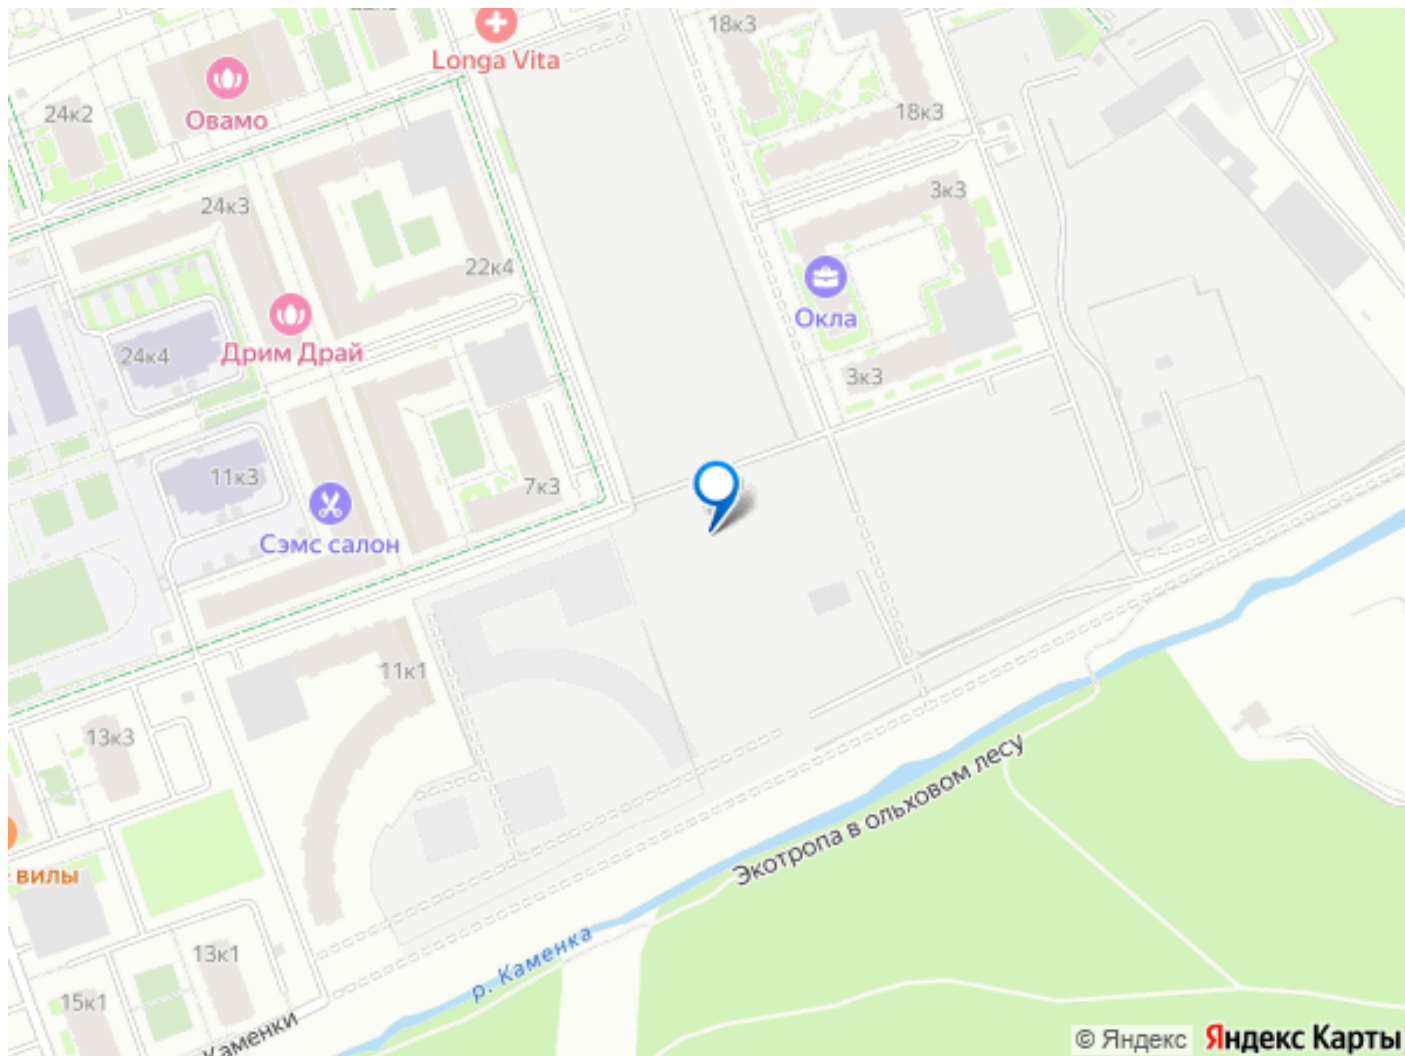 18к3
Longa Vita
24к2
Овамо
18к3
24к3
3к3
22к4
Окла
24к4
Дрим Драй
3к3
11к3
7к3
Сэмс салон
11к1
13к3
Экотропа в ольховом лесу
вилы
р. Каменка
13к1
15к1
Каменки
© Яндекс Яндекс Карты